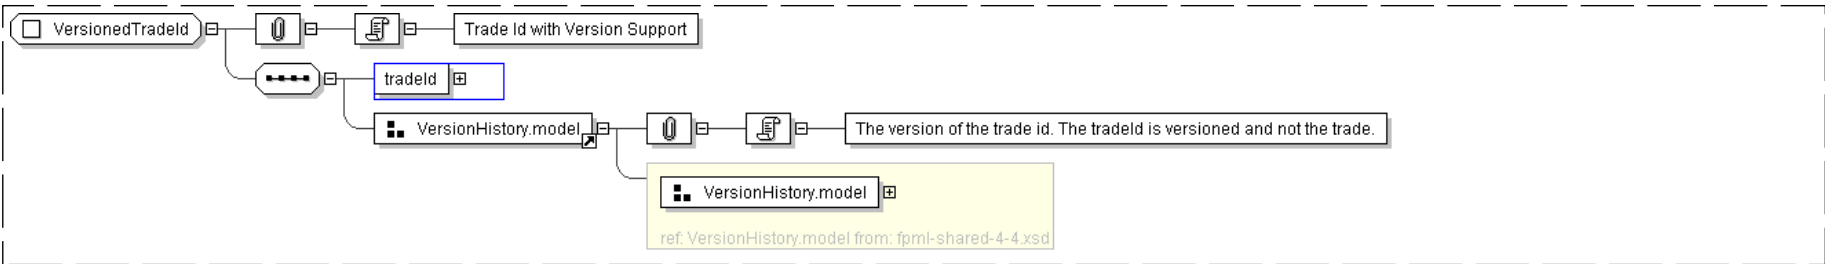 VersionedTradeId
Trade Id with Version Support
tradeId
VersionHistory.model
The version of the trade id. The tradeId is versioned and not the trade.
VersionHistory.model
ref: VersionHistory.model from: fpml-shared-4-4.xsd